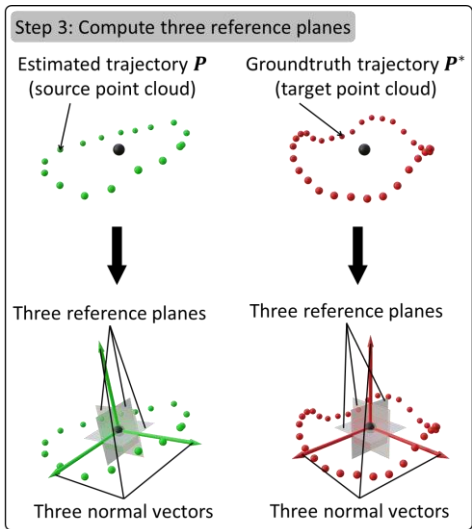 Step 3: Compute three reference planes
Estimated trajectory P
(source point cloud)
Groundtruth trajectory P*
(target point cloud)
Three reference planes
Three reference planes
Three normal vectors
Three normal vectors